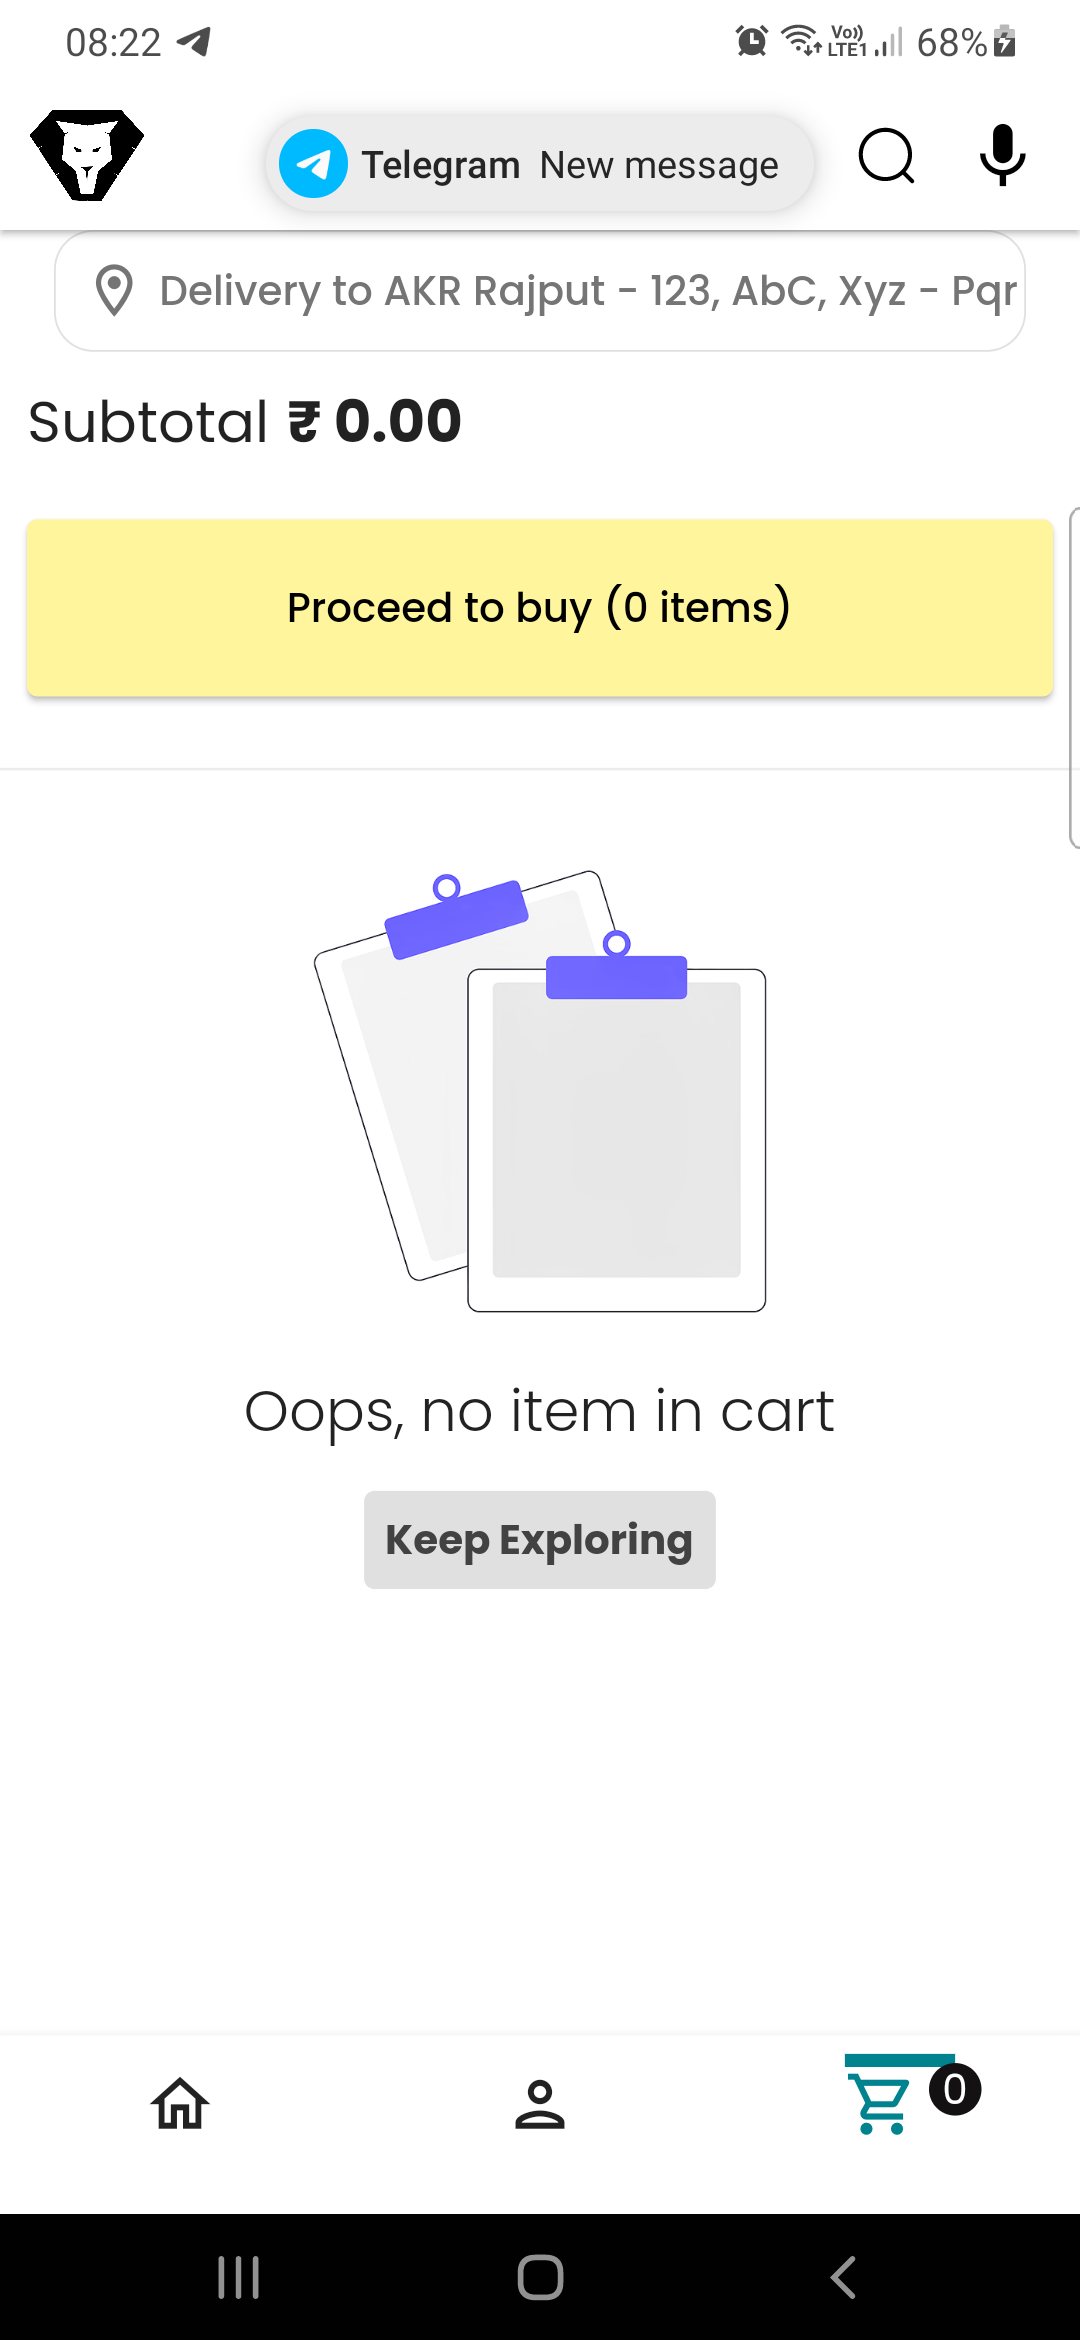 08:22
Vo)) LTE1 68%
Telegram New message
Delivery to AKR Rajput - 123, AbC, Xyz - Pqr
Subtotal ₹ 0.00
Proceed to buy (0 items)
Oops, no item in cart
Keep Exploring
0